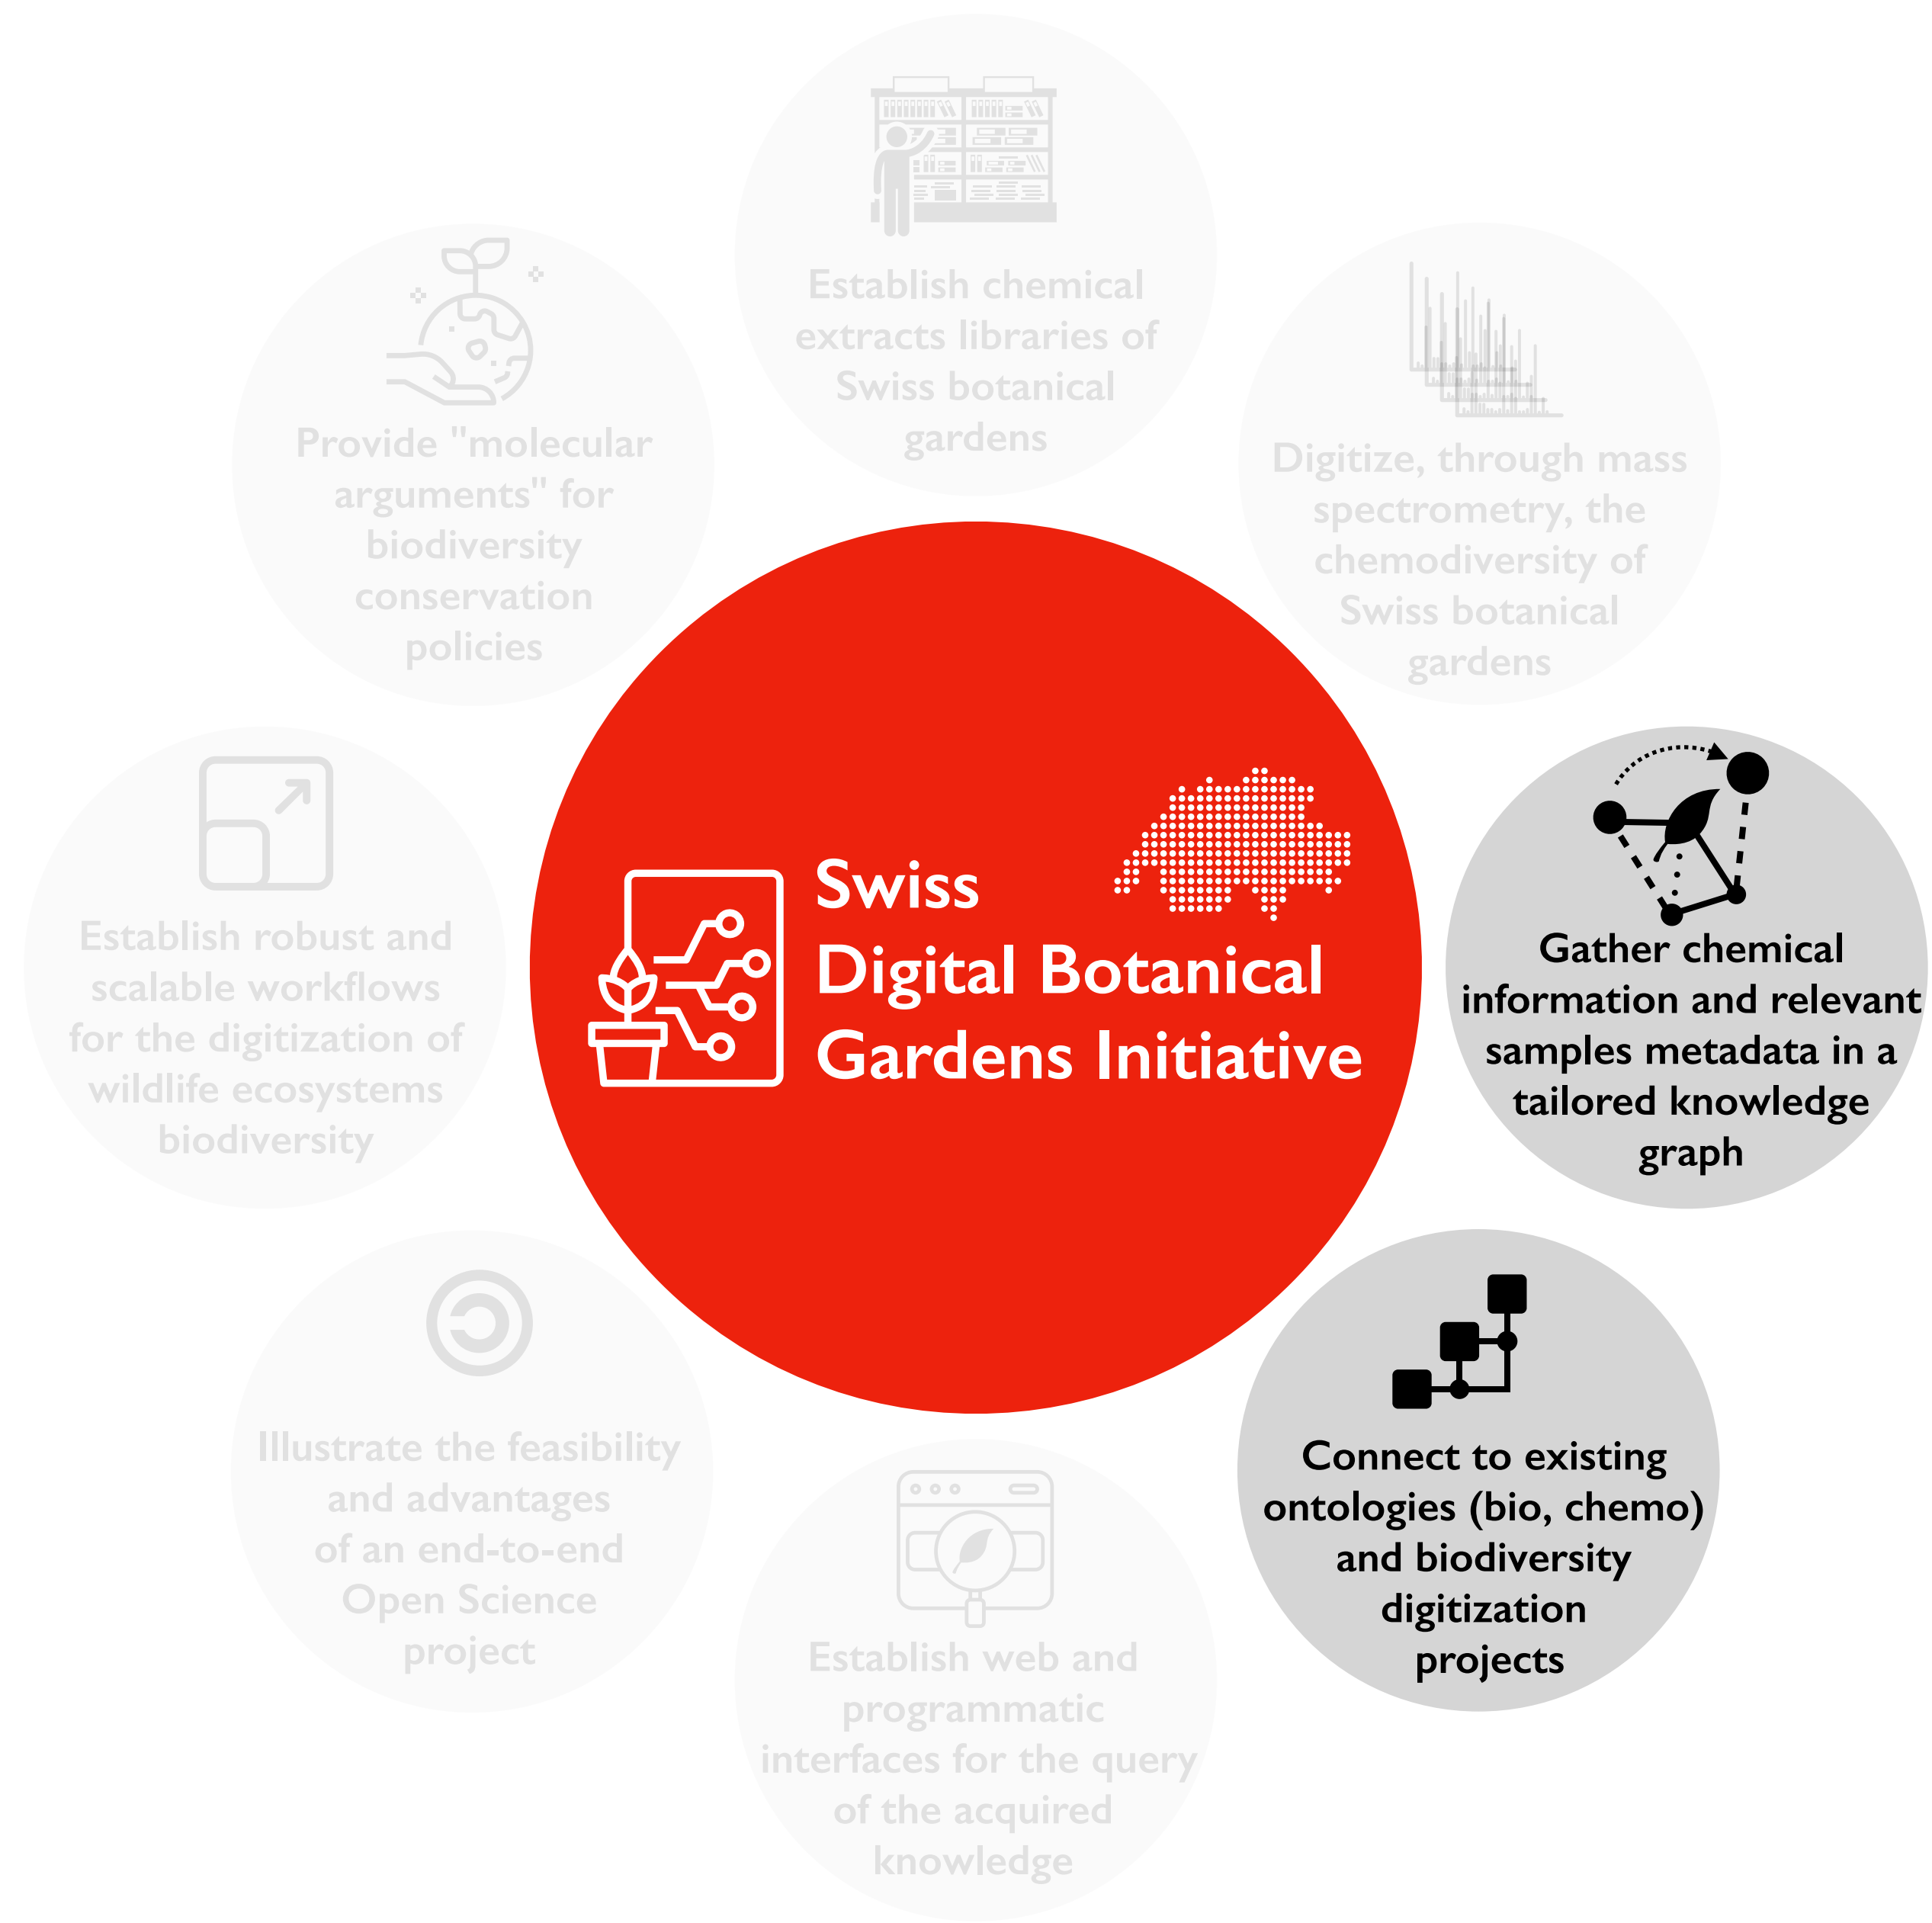 Establish chemical
extracts libraries of
Swiss botanical
gardens
Digitize, through mass
spectrometry, the
chemodiversity of
Swiss botanical
gardens
Gather chemical
information and relevant
samples metadata in a
tailored knowledge
graph
Connect to existing
ontologies (bio, chemo)
and biodiversity
digitization
projects
Establish web and
programmatic
interfaces for the query
of the acquired
knowledge
Illustrate the feasibility
and advantages
of an end-to-end
Open Science
project
Establish robust and
scalable workflows
for the digitization of
wildlife ecosystems
biodiversity
Provide "molecular
arguments" for
biodiversity
conservation
policies
Swiss
Digital Botanical
Gardens Initiative